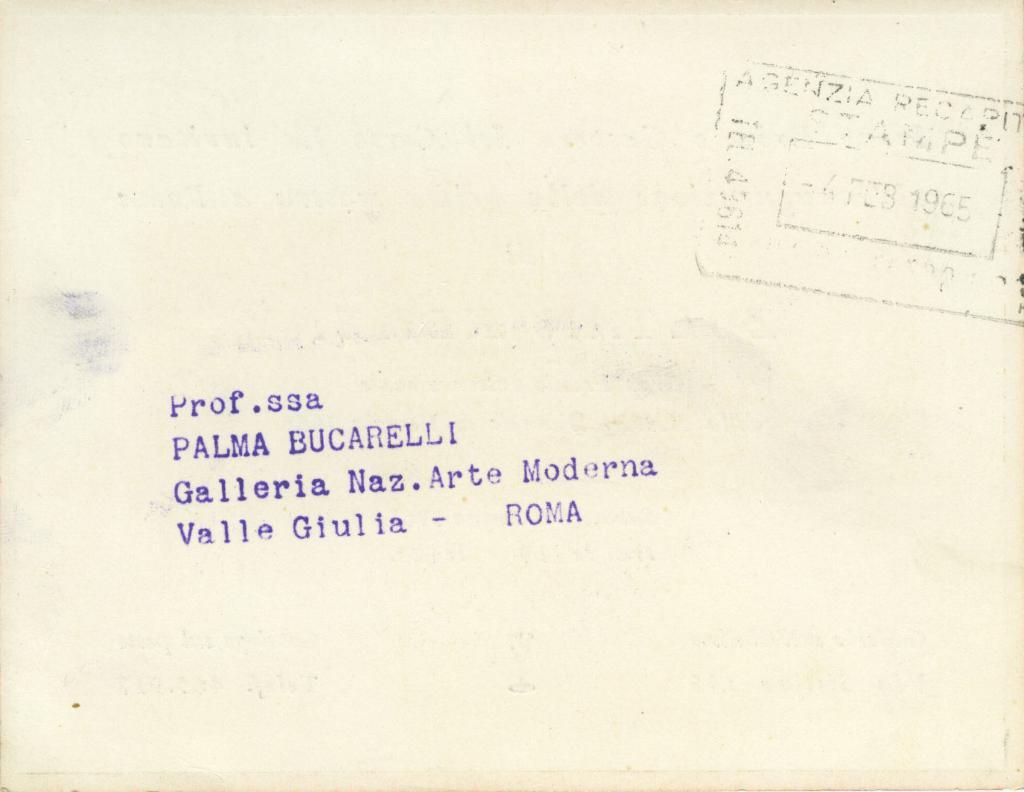 AGENZIA RECAPIT
STAMPE
4 FEB 1965
Prof.ssa
PALMA BUCARELLI
Galleria Naz.Arte Moderna
Valle Giulia - ROMA